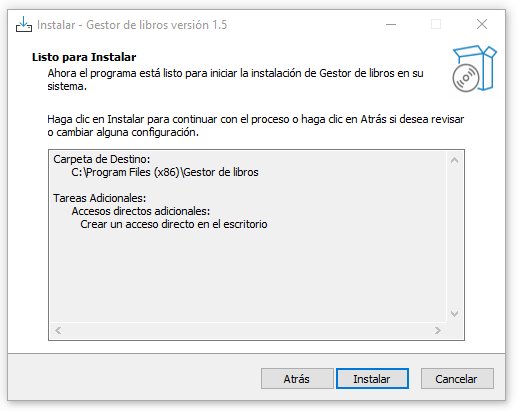 Instalar - Gestor de libros versión 1.5
Listo para Instalar
Ahora el programa está listo para iniciar la instalación de Gestor de libros en su
sistema.
Haga clic en Instalar para continuar con el proceso o haga clic en Atrás si desea revisar
o cambiar alguna configuración.
Carpeta de Destino:
C:\Program Files (x86)\Gestor de libros
Tareas Adicionales:
Accesos directos adicionales:
Crear un acceso directo en el escritorio
Atrás Instalar Cancelar